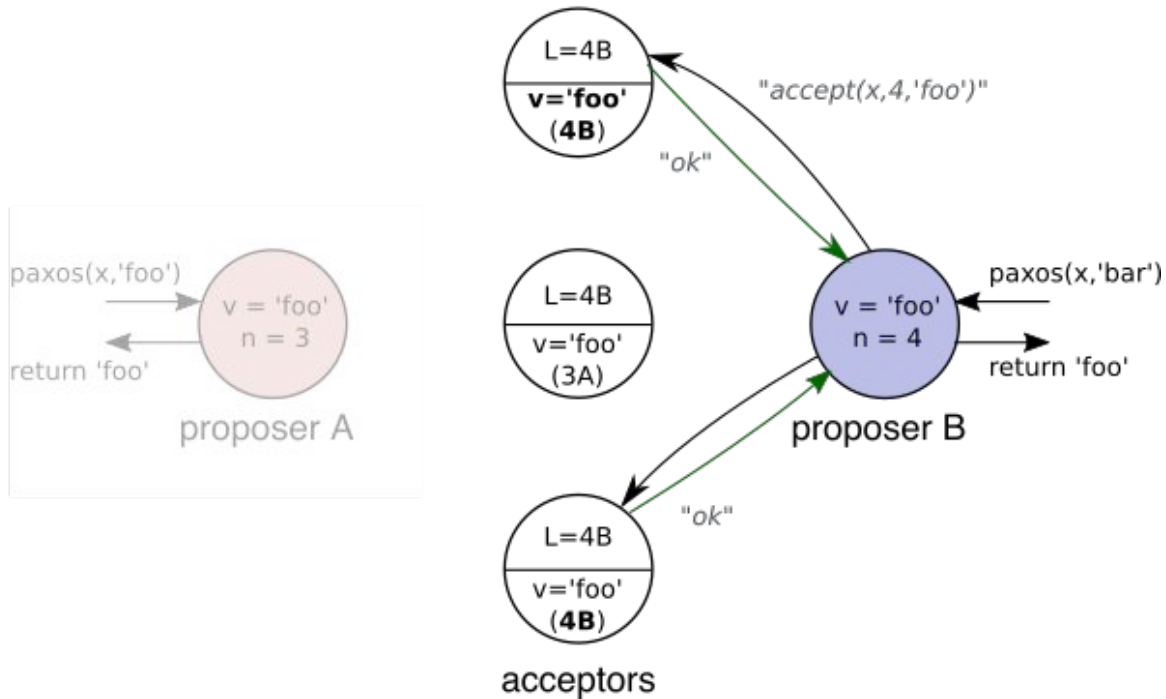 L=4B
v='foo'
(4B)
"accept(x,4,'foo')"
"ok"
paxos(x,'foo')
return 'foo'
v = 'foo'
n = 3
proposer A
L=4B
v='foo'
(3A)
v = 'foo'
n = 4
proposer B
paxos(x,'bar')
return 'foo'
"ok"
L=4B
v='foo'
(4B)
acceptors